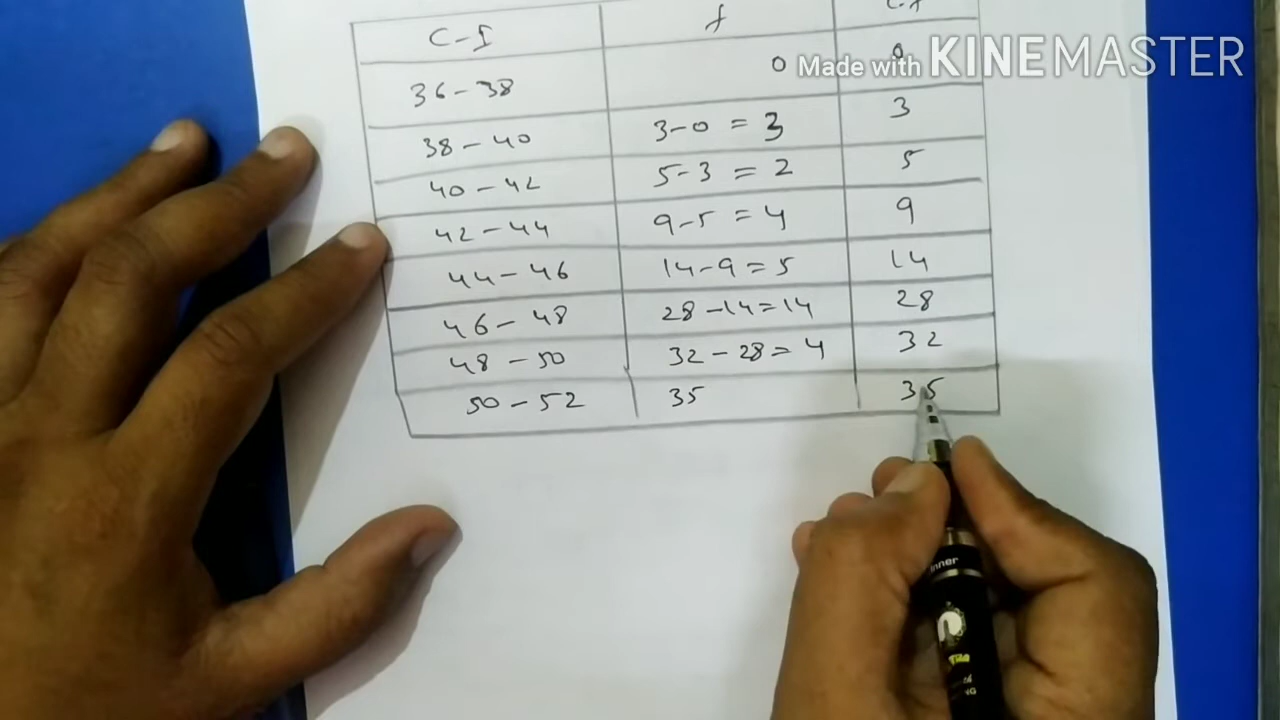 C-I f C.f
36-38 0 0
Made with KINEMASTER
38-40 3-0 = 3 3
40-42 5-3 = 2 5
42-44 9-5 = 4 9
44-46 14-9 = 5 14
46-48 28-14 = 14 28
48-50 32-28 = 4 32
50-52 35 35
inner